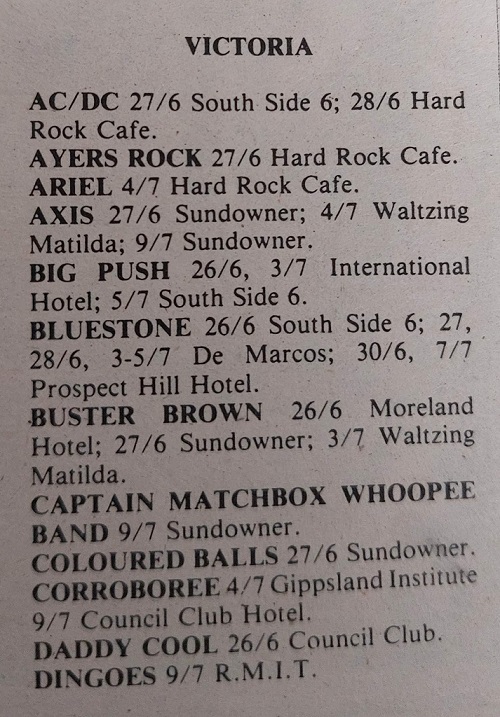 VICTORIA
AC/DC 27/6 South Side 6; 28/6 Hard
Rock Cafe.
AYERS ROCK 27/6 Hard Rock Cafe.
ARIEL 4/7 Hard Rock Cafe.
AXIS 27/6 Sundowner; 4/7 Waltzing
Matilda; 9/7 Sundowner.
BIG PUSH 26/6, 3/7 International
Hotel; 5/7 South Side 6.
BLUESTONE 26/6 South Side 6; 27,
28/6, 3-5/7 De Marcos; 30/6, 7/7
Prospect Hill Hotel.
BUSTER BROWN 26/6 Moreland
Hotel; 27/6 Sundowner; 3/7 Waltzing
Matilda.
CAPTAIN MATCHBOX WHOOPEE
BAND 9/7 Sundowner.
COLOURED BALLS 27/6 Sundowner.
CORROBOREE 4/7 Gippsland Institute
9/7 Council Club Hotel.
DADDY COOL 26/6 Council Club.
DINGOES 9/7 R.M.I.T.